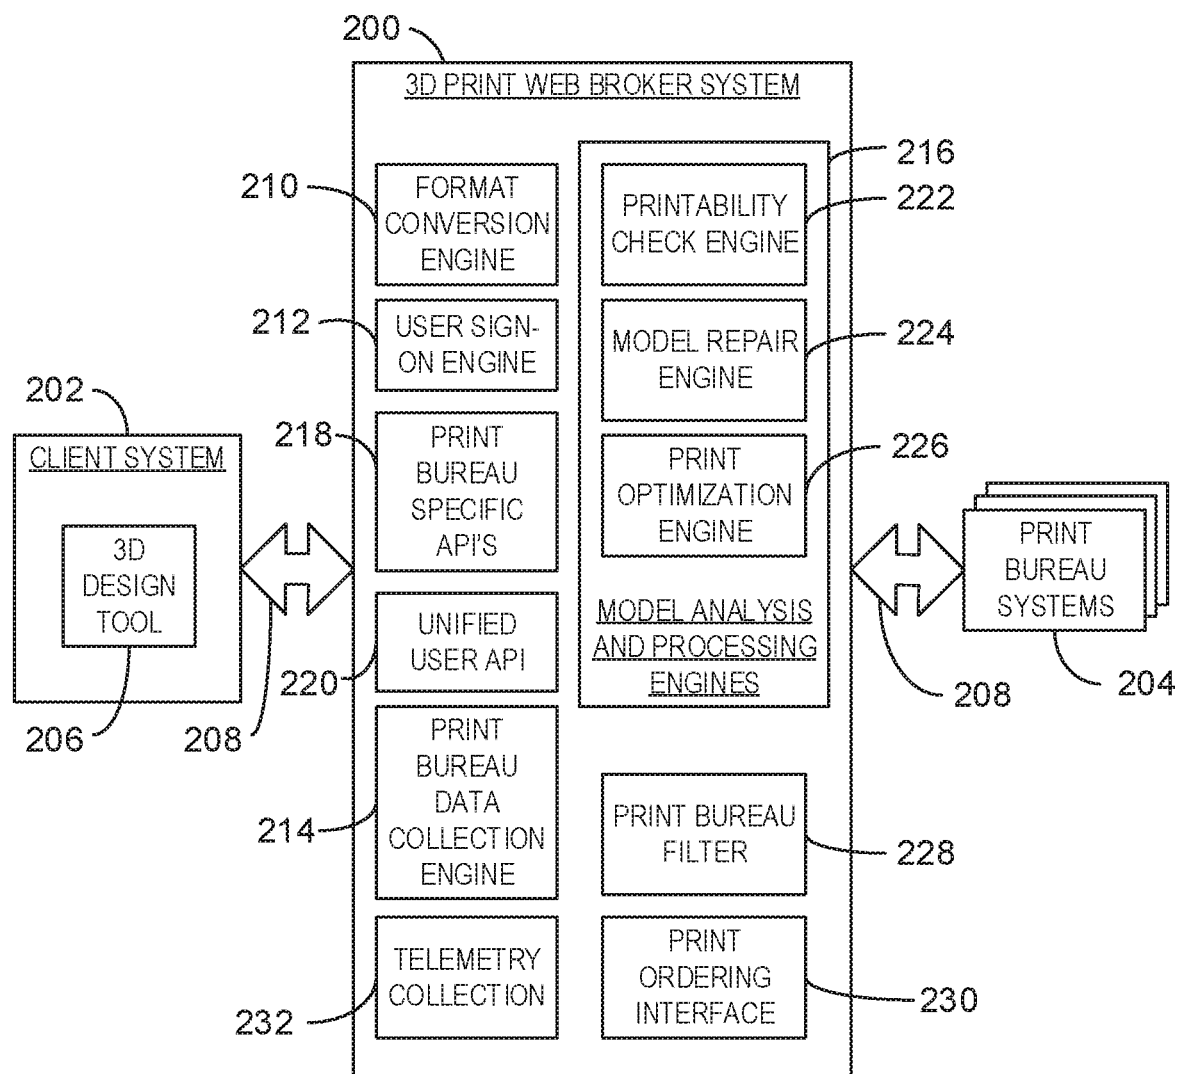 200
3D PRINT WEB BROKER SYSTEM
216
210
FORMAT
CONVERSION
ENGINE
PRINTABILITY
CHECK ENGINE
222
212
USER SIGN-
ON ENGINE
MODEL REPAIR
ENGINE
224
202
CLIENT SYSTEM
218
PRINT
BUREAU
SPECIFIC
API'S
PRINT
OPTIMIZATION
ENGINE
226
3D
DESIGN
TOOL
PRINT
BUREAU
SYSTEMS
UNIFIED
USER API
MODEL ANALYSIS
AND PROCESSING
ENGINES
206
208
220
208
204
PRINT
BUREAU
DATA
COLLECTION
ENGINE
214
PRINT BUREAU
FILTER
228
TELEMETRY
COLLECTION
232
PRINT
ORDERING
INTERFACE
230